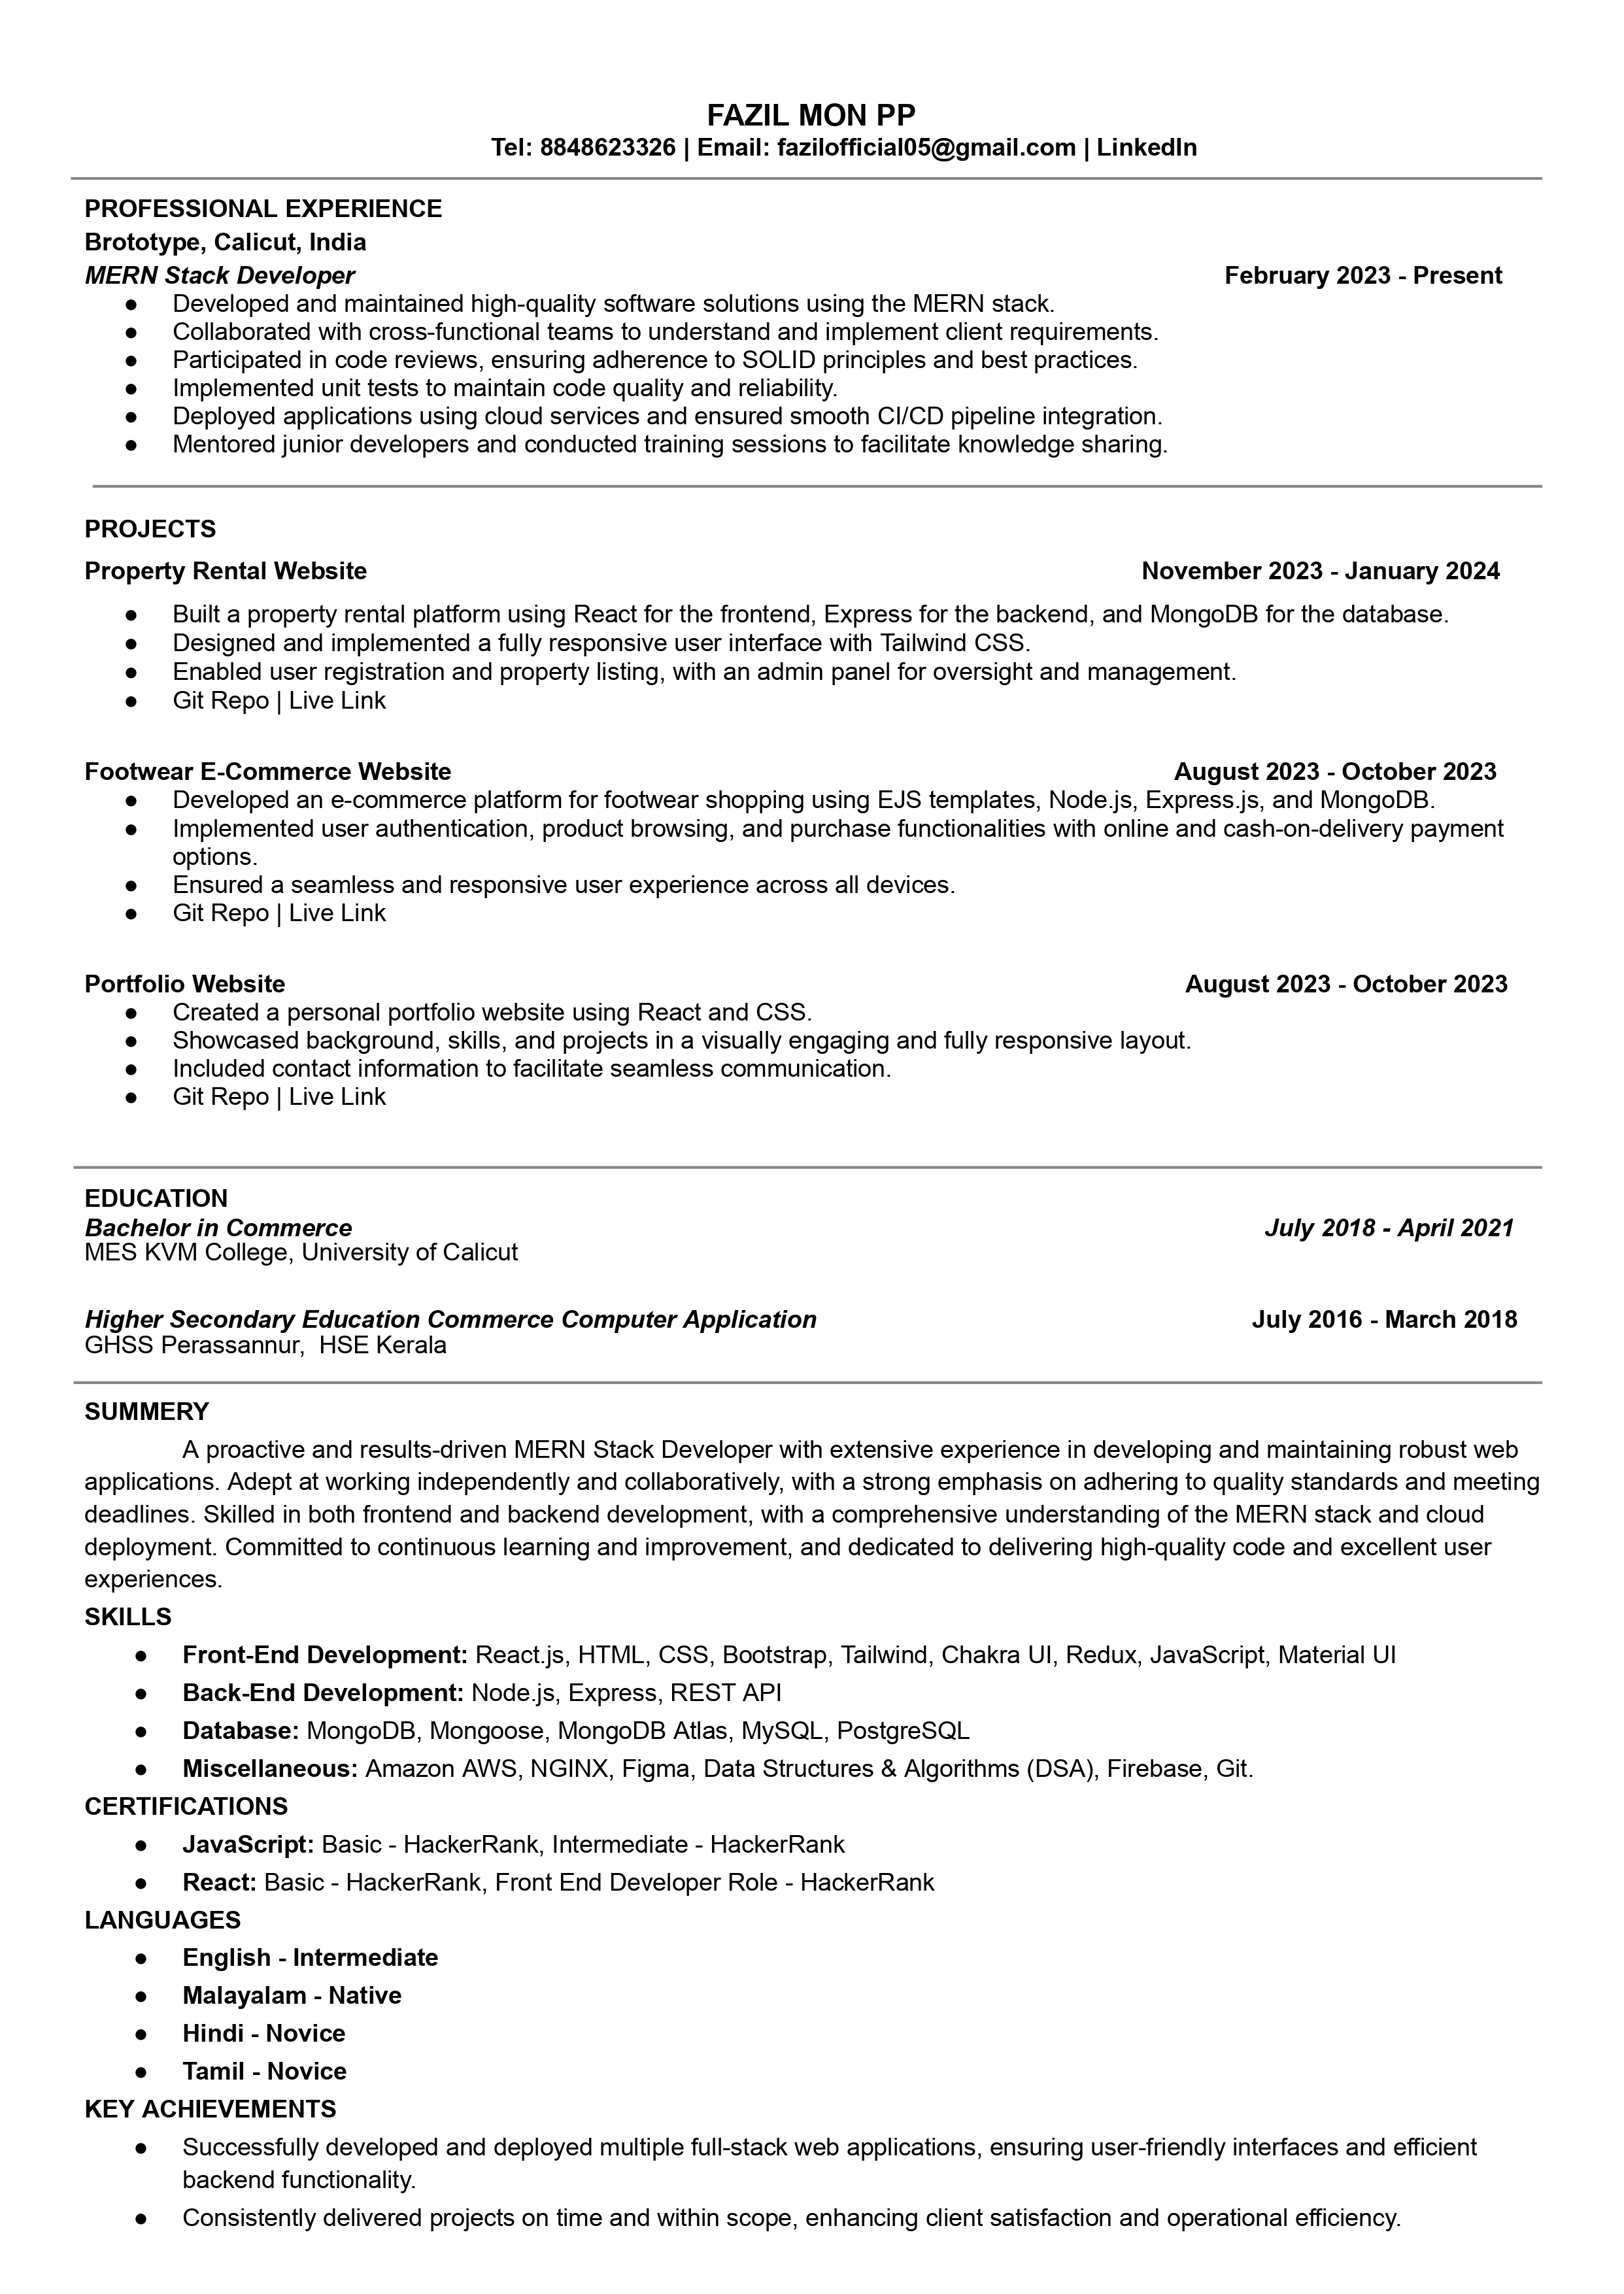 FAZIL MON PP
Tel: 8848623326 | Email: fazilofficial05@gmail.com | LinkedIn
PROFESSIONAL EXPERIENCE
Brototype, Calicut, India
MERN Stack Developer February 2023 - Present
● Developed and maintained high-quality software solutions using the MERN stack.
● Collaborated with cross-functional teams to understand and implement client requirements.
● Participated in code reviews, ensuring adherence to SOLID principles and best practices.
● Implemented unit tests to maintain code quality and reliability.
● Deployed applications using cloud services and ensured smooth CI/CD pipeline integration.
● Mentored junior developers and conducted training sessions to facilitate knowledge sharing.
PROJECTS
Property Rental Website November 2023 - January 2024
● Built a property rental platform using React for the frontend, Express for the backend, and MongoDB for the database.
● Designed and implemented a fully responsive user interface with Tailwind CSS.
● Enabled user registration and property listing, with an admin panel for oversight and management.
● Git Repo | Live Link
Footwear E-Commerce Website August 2023 - October 2023
● Developed an e-commerce platform for footwear shopping using EJS templates, Node.js, Express.js, and MongoDB.
● Implemented user authentication, product browsing, and purchase functionalities with online and cash-on-delivery payment
options.
● Ensured a seamless and responsive user experience across all devices.
● Git Repo | Live Link
Portfolio Website August 2023 - October 2023
● Created a personal portfolio website using React and CSS.
● Showcased background, skills, and projects in a visually engaging and fully responsive layout.
● Included contact information to facilitate seamless communication.
● Git Repo | Live Link
EDUCATION
Bachelor in Commerce July 2018 - April 2021
MES KVM College, University of Calicut
Higher Secondary Education Commerce Computer Application July 2016 - March 2018
GHSS Perassannur, HSE Kerala
SUMMERY
A proactive and results-driven MERN Stack Developer with extensive experience in developing and maintaining robust web
applications. Adept at working independently and collaboratively, with a strong emphasis on adhering to quality standards and meeting
deadlines. Skilled in both frontend and backend development, with a comprehensive understanding of the MERN stack and cloud
deployment. Committed to continuous learning and improvement, and dedicated to delivering high-quality code and excellent user
experiences.
SKILLS
● Front-End Development: React.js, HTML, CSS, Bootstrap, Tailwind, Chakra UI, Redux, JavaScript, Material UI
● Back-End Development: Node.js, Express, REST API
● Database: MongoDB, Mongoose, MongoDB Atlas, MySQL, PostgreSQL
● Miscellaneous: Amazon AWS, NGINX, Figma, Data Structures & Algorithms (DSA), Firebase, Git.
CERTIFICATIONS
● JavaScript: Basic - HackerRank, Intermediate - HackerRank
● React: Basic - HackerRank, Front End Developer Role - HackerRank
LANGUAGES
● English - Intermediate
● Malayalam - Native
● Hindi - Novice
● Tamil - Novice
KEY ACHIEVEMENTS
● Successfully developed and deployed multiple full-stack web applications, ensuring user-friendly interfaces and efficient
backend functionality.
● Consistently delivered projects on time and within scope, enhancing client satisfaction and operational efficiency.